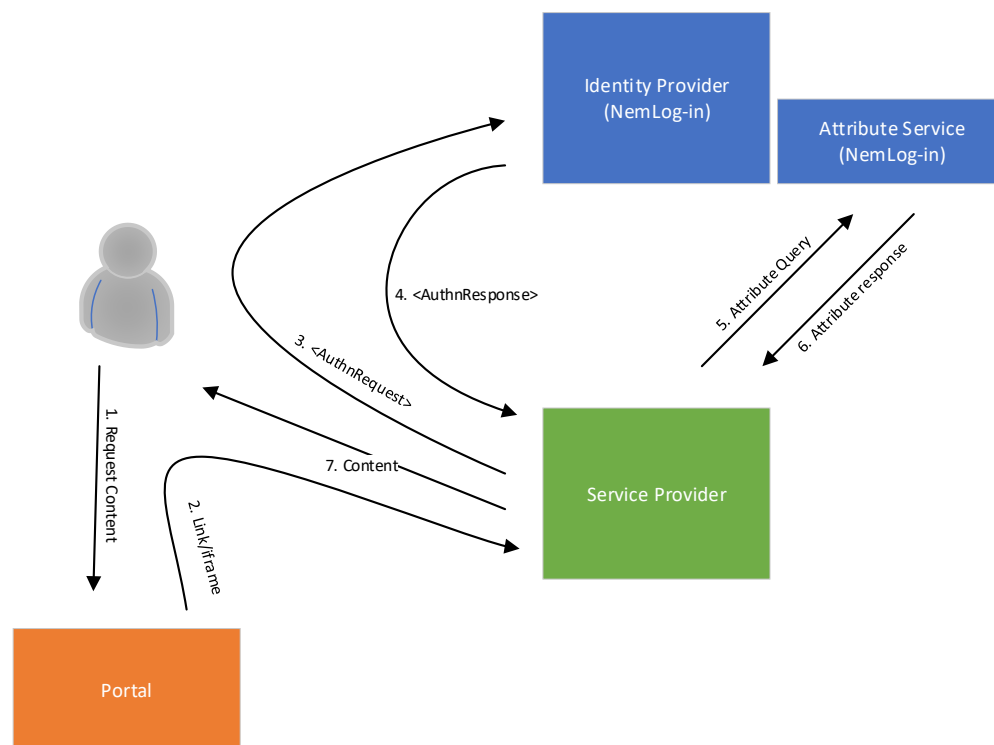 Identity Provider
(NemLog-in)
Attribute Service
(NemLog-in)
5. Attribute Query
6. Attribute response
4. <AuthnResponse>
3. <AuthnRequest>
1. Request Content
7. Content
2. Link/iframe
Service Provider
Portal